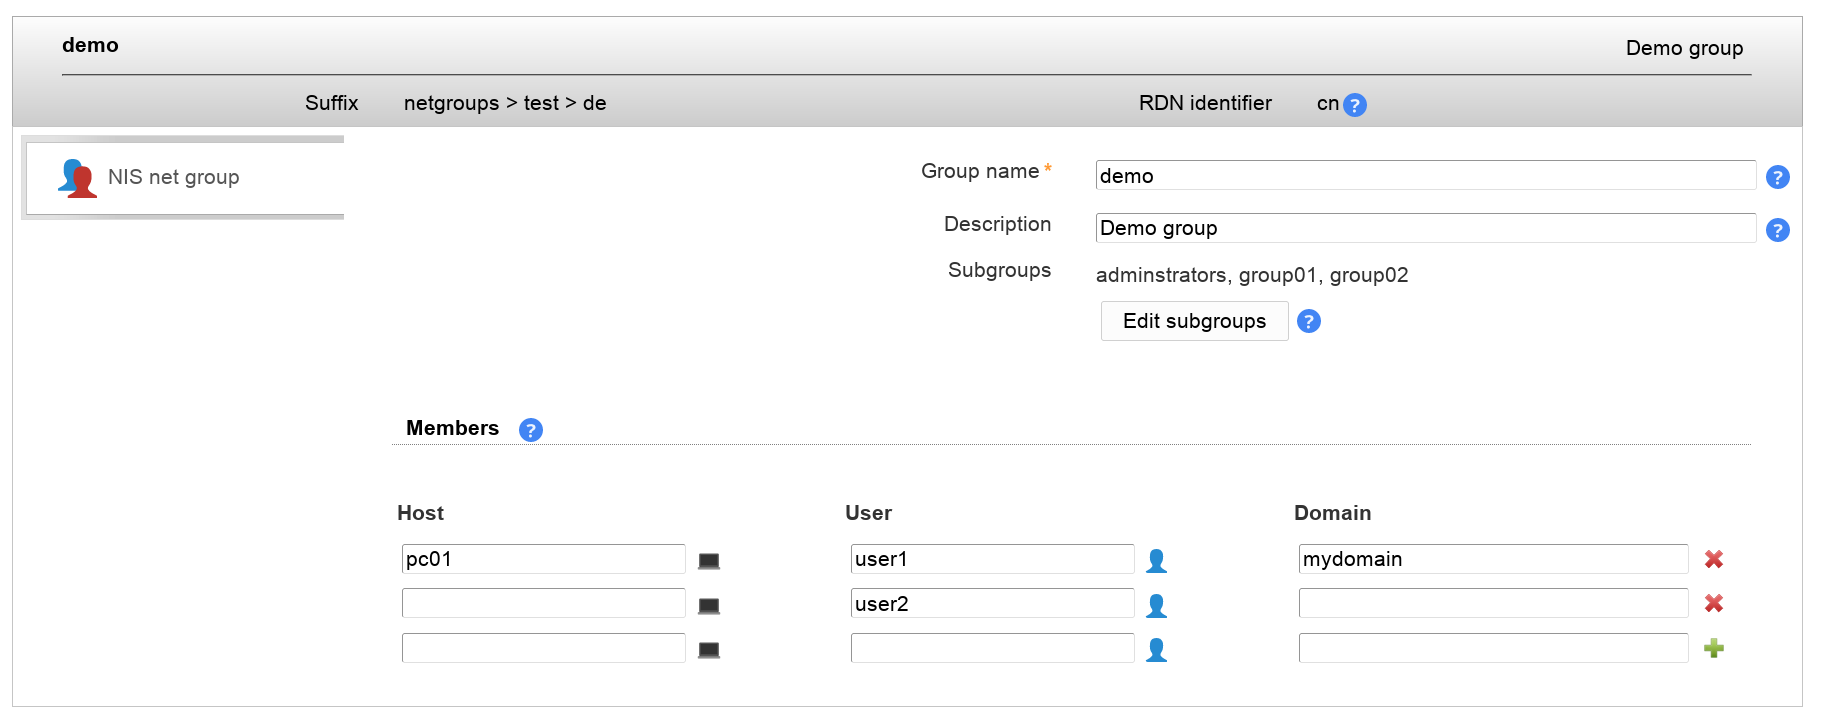 demo
Demo group
Suffix netgroups > test > de RDN identifier cn ?
NIS net group
Group name * demo ?
Description Demo group ?
Subgroups adminstrators, group01, group02
Edit subgroups ?
Members ?
Host User Domain
pc01 user1 mydomain
user2